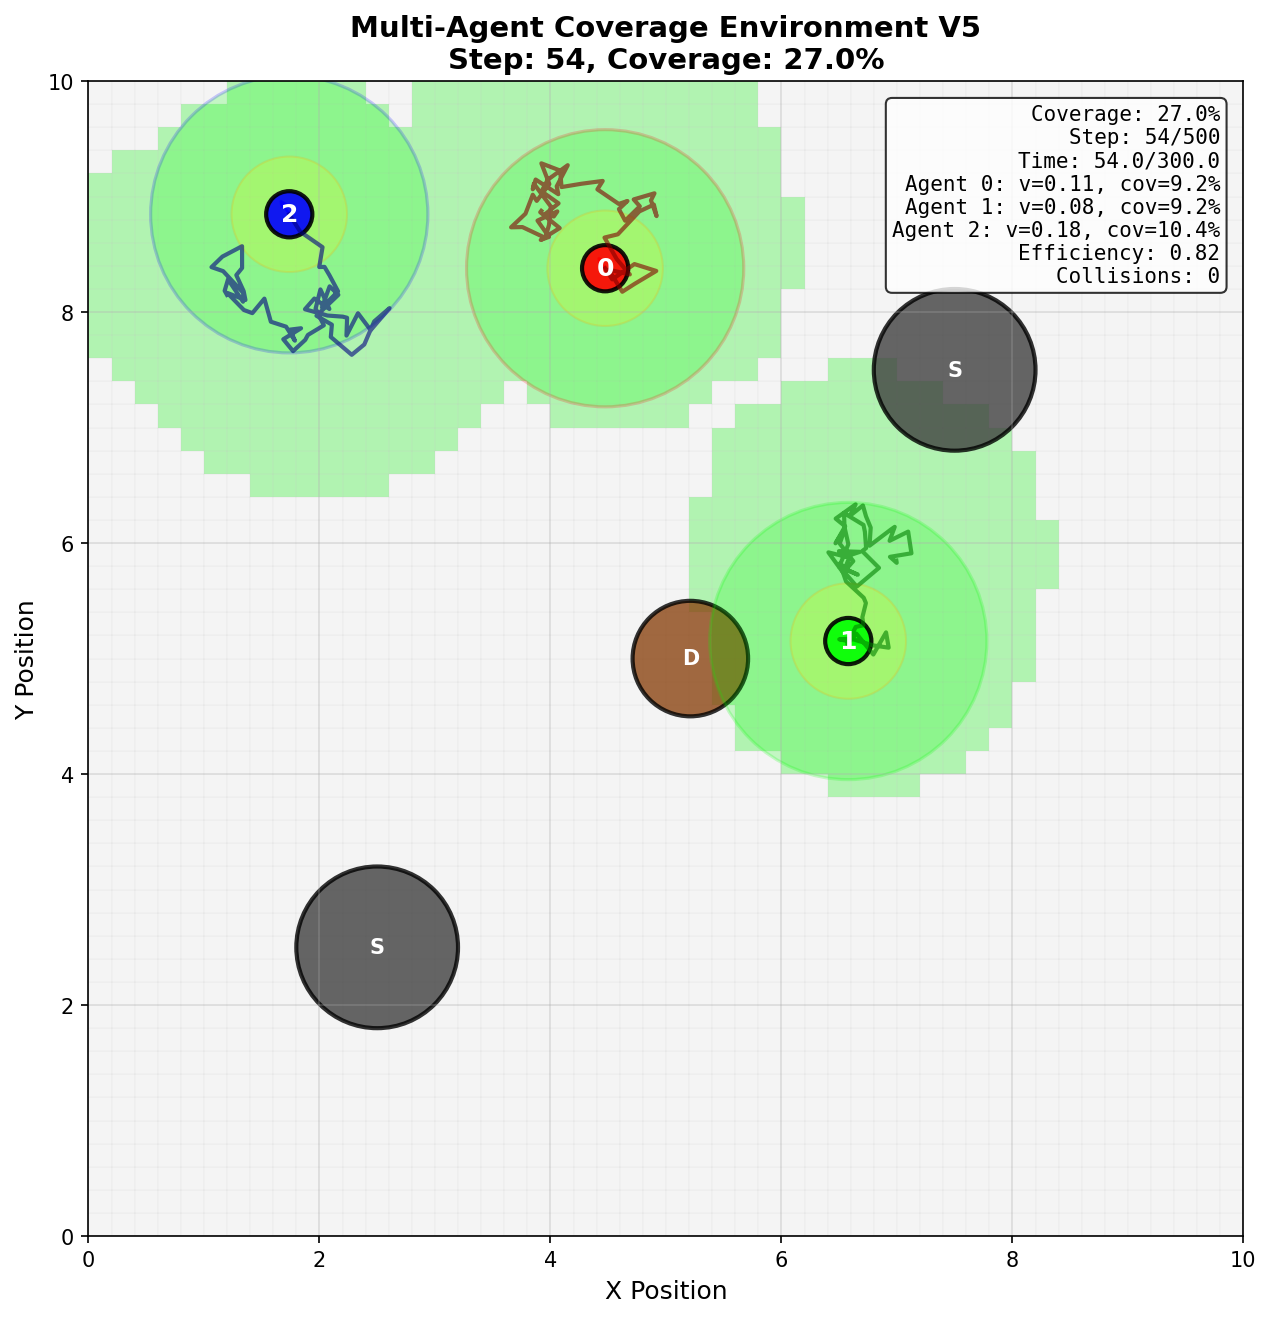 Multi-Agent Coverage Environment V5
Step: 54, Coverage: 27.0%
Coverage: 27.0%
Step: 54/500
Time: 54.0/300.0
Agent 0: v=0.11, cov=9.2%
Agent 1: v=0.08, cov=9.2%
Agent 2: v=0.18, cov=10.4%
Efficiency: 0.82
Collisions: 0
10
8
6
4
2
0
Y Position
2
0
S
1
D
S
0
2
4
6
8
10
X Position